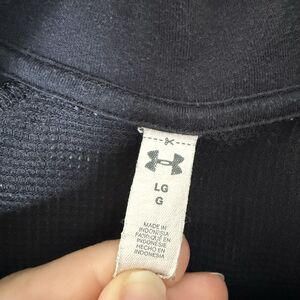 LG
G
MADE IN
INDONESIA
FABRIQUÉ EN
INDONÉSIE
HECHO EN
INDONESIA